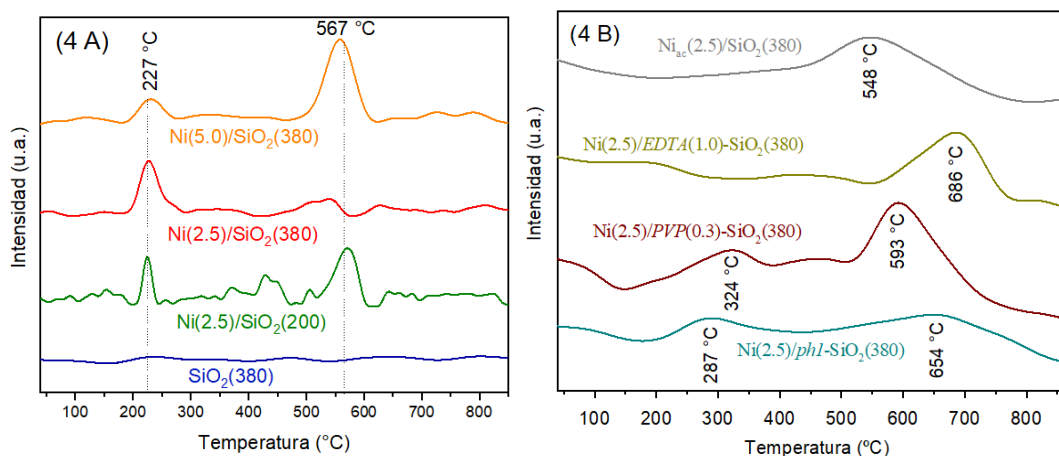 (4 A)
227 °C
567 °C
Ni(5.0)/SiO2(380)
Ni(2.5)/SiO2(380)
Ni(2.5)/SiO2(200)
SiO2(380)
Intensidad (u.a.)
100 200 300 400 500 600 700 800
Temperatura (°C)
(4 B)
Niac(2.5)/SiO2(380)
548 °C
Ni(2.5)/EDTA(1.0)-SiO2(380)
686 °C
Ni(2.5)/PVP(0.3)-SiO2(380)
324 °C
593 °C
Ni(2.5)/ph1-SiO2(380)
287 °C
654 °C
Intensidad (u.a.)
100 200 300 400 500 600 700 800
Temperatura (ºC)